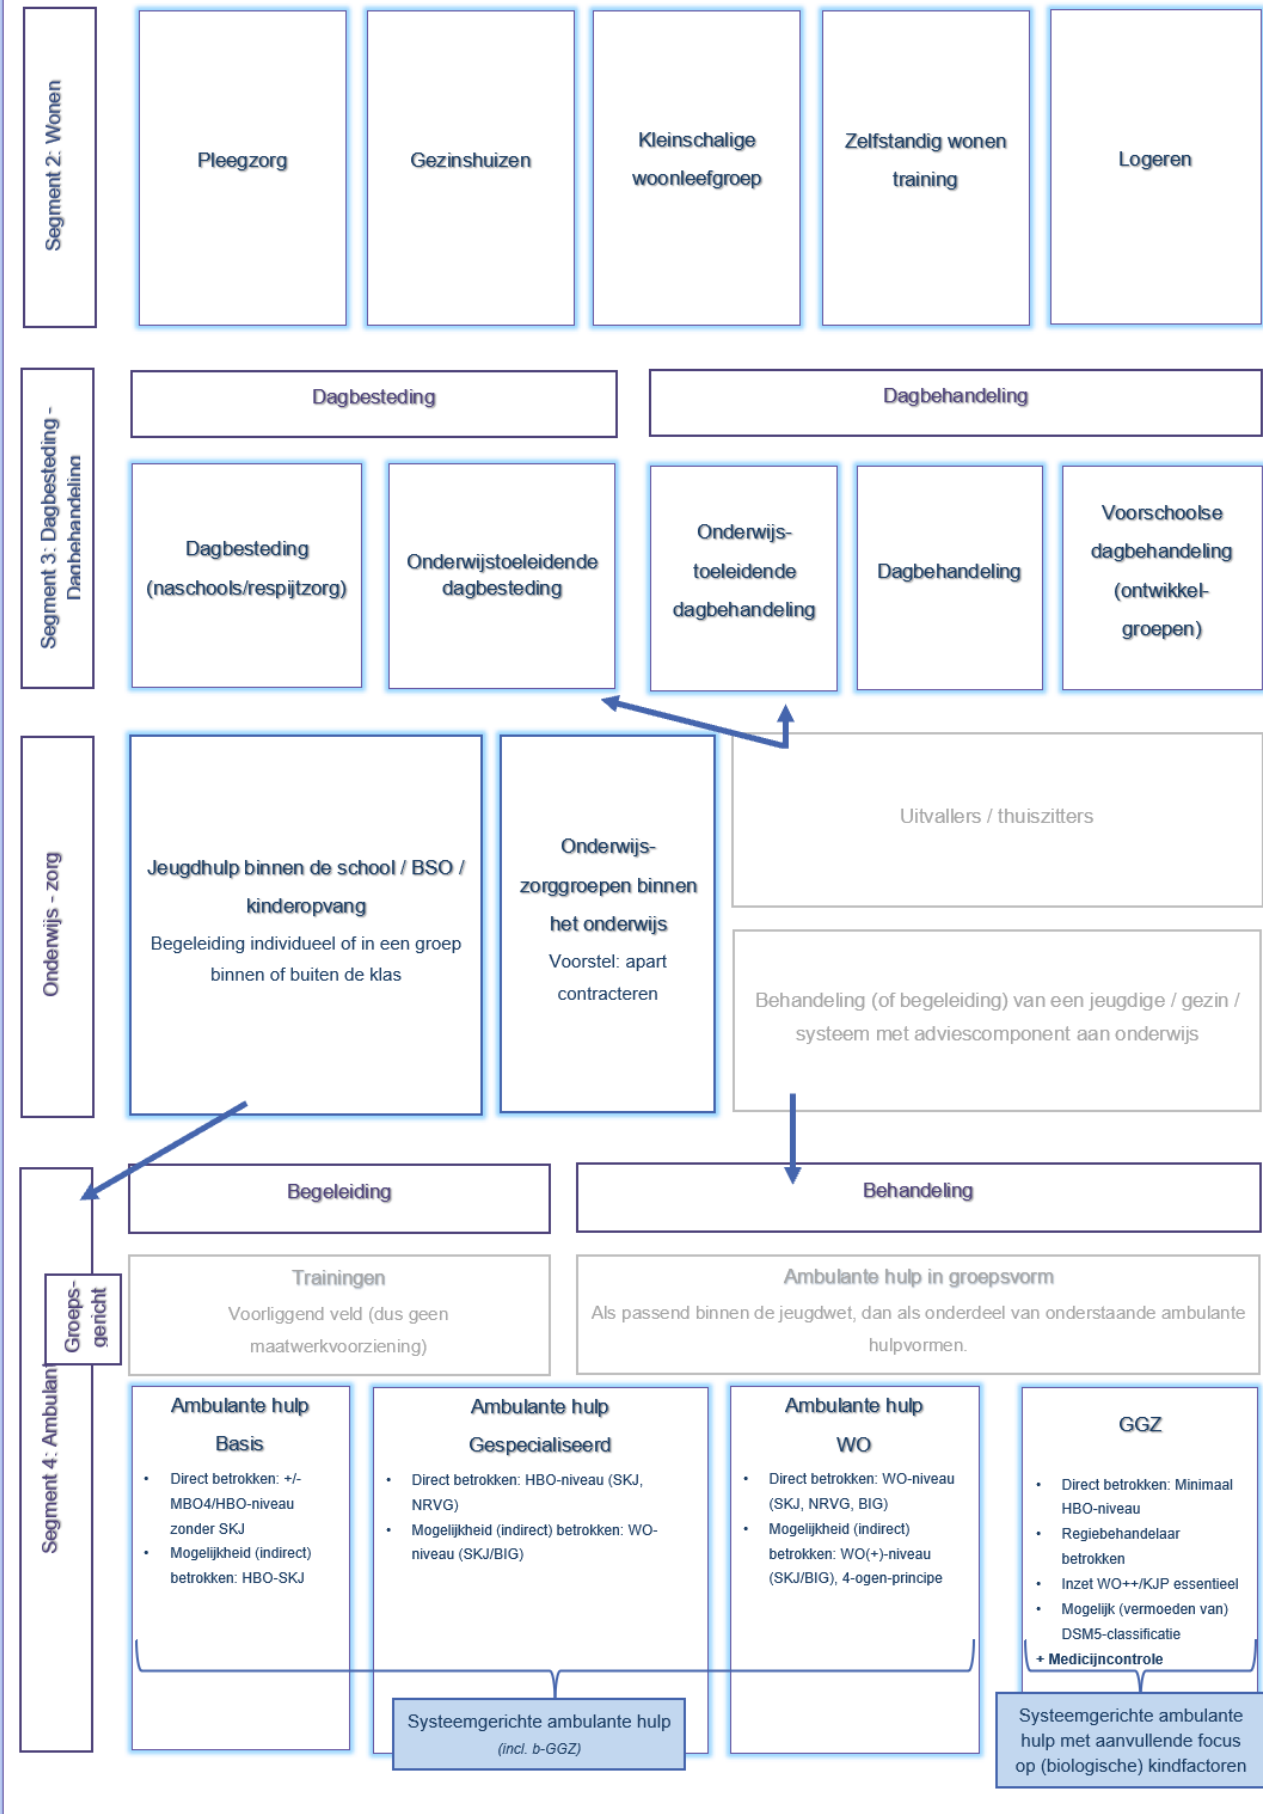 Segment 2: Wonen
Pleegzorg
Gezinshuizen
Kleinschalige
woonleefgroep
Zelfstandig wonen
training
Logeren
Segment 3: Dagbesteding -
Dagbehandeling
Dagbesteding
Dagbehandeling
Dagbesteding
(naschools/respijtzorg)
Onderwijstoeleidende
dagbesteding
Onderwijs-
toeleidende
dagbehandeling
Dagbehandeling
Voorschoolse
dagbehandeling
(ontwikkel-
groepen)
Onderwijs - zorg
Jeugdhulp binnen de school / BSO /
kinderopvang
Begeleiding individueel of in een groep
binnen of buiten de klas
Onderwijs-
zorggroepen binnen
het onderwijs
Voorstel: apart
contracteren
Uitvallers / thuiszitters
Behandeling (of begeleiding) van een jeugdige / gezin /
systeem met adviescomponent aan onderwijs
Segment 4: Ambulant
Groeps-
gericht
Begeleiding
Behandeling
Trainingen
Voorliggend veld (dus geen
maatwerkvoorziening)
Ambulante hulp in groepsvorm
Als passend binnen de jeugdwet, dan als onderdeel van onderstaande ambulante
hulpvormen.
Ambulante hulp
Basis
• Direct betrokken: +/-
MBO4/HBO-niveau
zonder SKJ
• Mogelijkheid (indirect)
betrokken: HBO-SKJ
Ambulante hulp
Gespecialiseerd
• Direct betrokken: HBO-niveau (SKJ,
NRVG)
• Mogelijkheid (indirect) betrokken: WO-
niveau (SKJ/BIG)
Ambulante hulp
WO
• Direct betrokken: WO-niveau
(SKJ, NRVG, BIG)
• Mogelijkheid (indirect)
betrokken: WO(+)-niveau
(SKJ/BIG), 4-ogen-principe
GGZ
• Direct betrokken: Minimaal
HBO-niveau
• Regiebehandelaar
betrokken
• Inzet WO++/KJP essentieel
• Mogelijk (vermoeden van)
DSM5-classificatie
+ Medicijncontrole
Systeemgerichte ambulante hulp
(incl. b-GGZ)
Systeemgerichte ambulante
hulp met aanvullende focus
op (biologische) kindfactoren